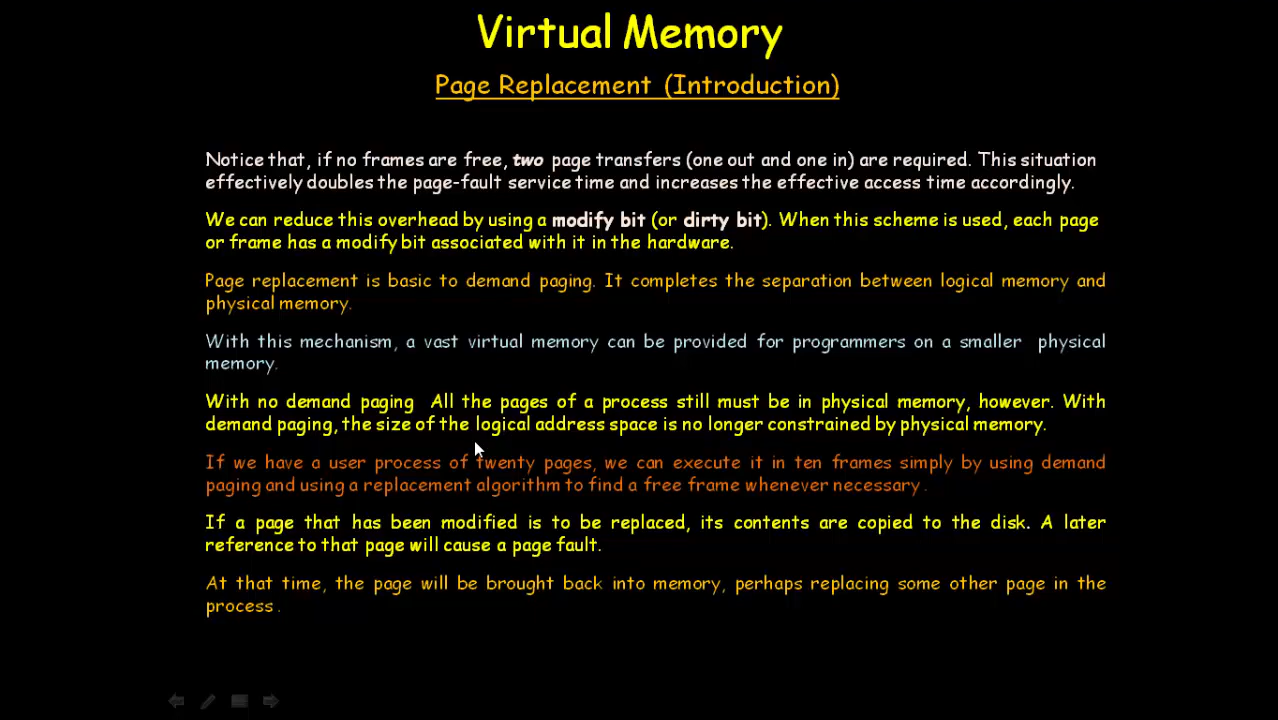 Virtual Memory
Page Replacement (Introduction)
Notice that, if no frames are free, two page transfers (one out and one in) are required. This situation
effectively doubles the page-fault service time and increases the effective access time accordingly.
We can reduce this overhead by using a modify bit (or dirty bit). When this scheme is used, each page
or frame has a modify bit associated with it in the hardware.
Page replacement is basic to demand paging. It completes the separation between logical memory and
physical memory.
With this mechanism, a vast virtual memory can be provided for programmers on a smaller physical
memory.
With no demand paging All the pages of a process still must be in physical memory, however. With
demand paging, the size of the logical address space is no longer constrained by physical memory.
If we have a user process of twenty pages, we can execute it in ten frames simply by using demand
paging and using a replacement algorithm to find a free frame whenever necessary .
If a page that has been modified is to be replaced, its contents are copied to the disk. A later
reference to that page will cause a page fault.
At that time, the page will be brought back into memory, perhaps replacing some other page in the
process .